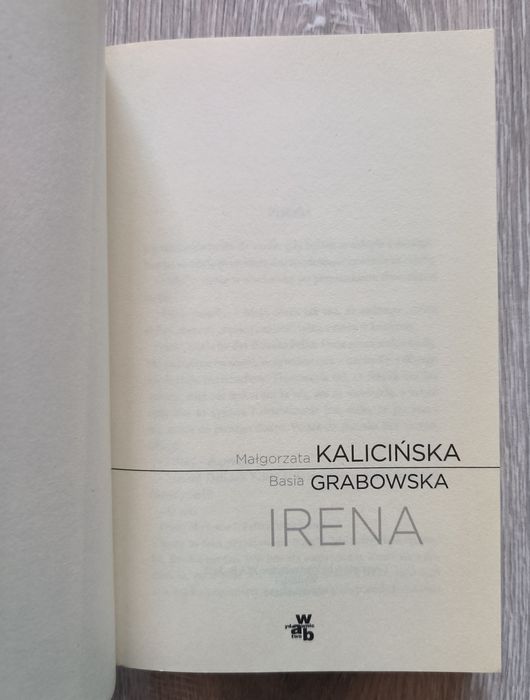 Małgorzata KALICIŃSKA
Basia GRABOWSKA
IRENA
w
a
b